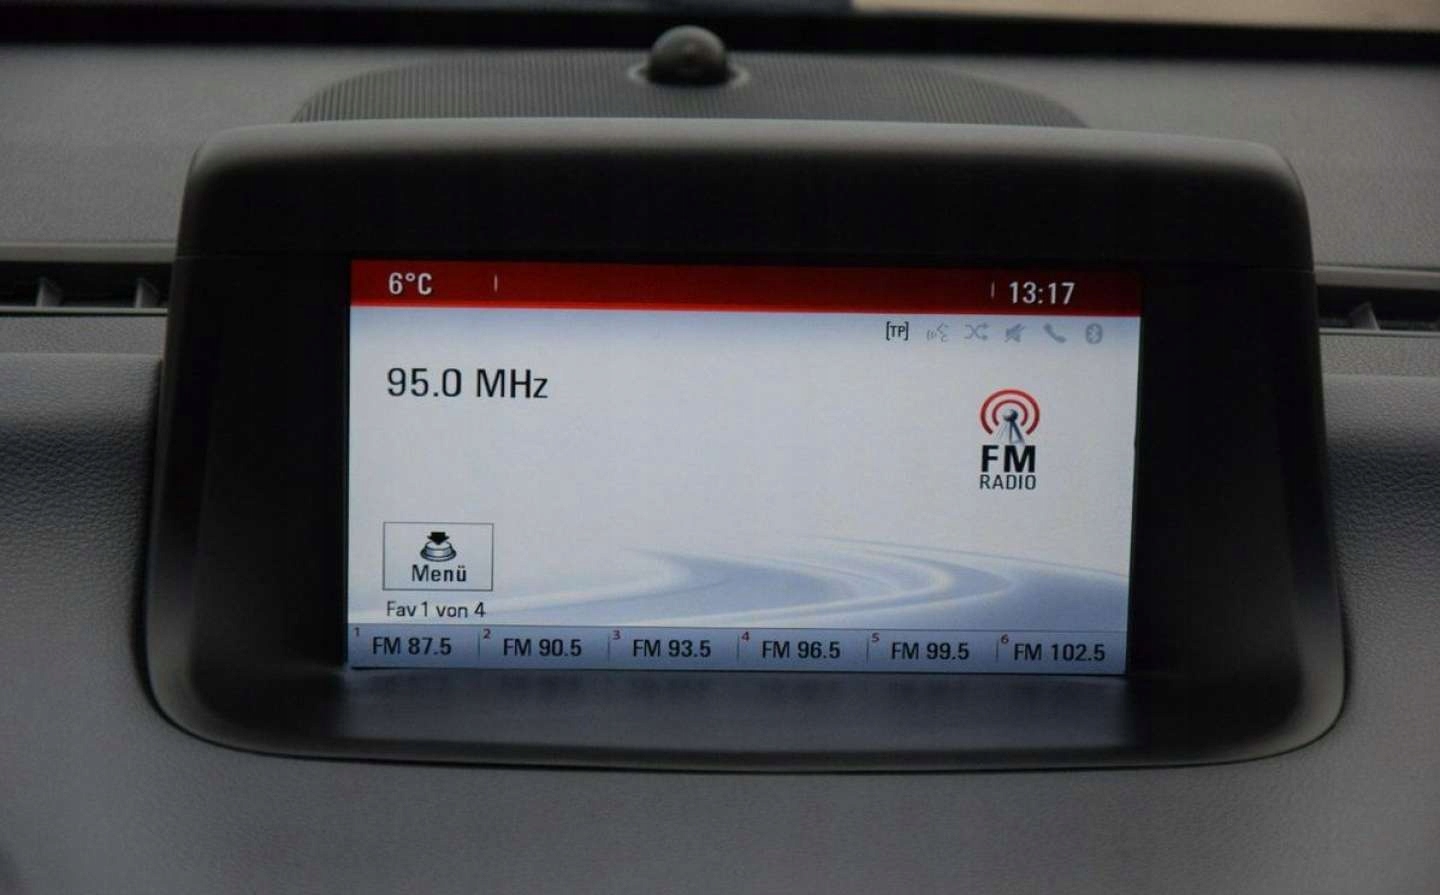 6°C 13:17
[TP]
95.0 MHz
FM
RADIO
Menü
Fav 1 von 4
1 FM 87.5 2 FM 90.5 3 FM 93.5 4 FM 96.5 5 FM 99.5 6 FM 102.5